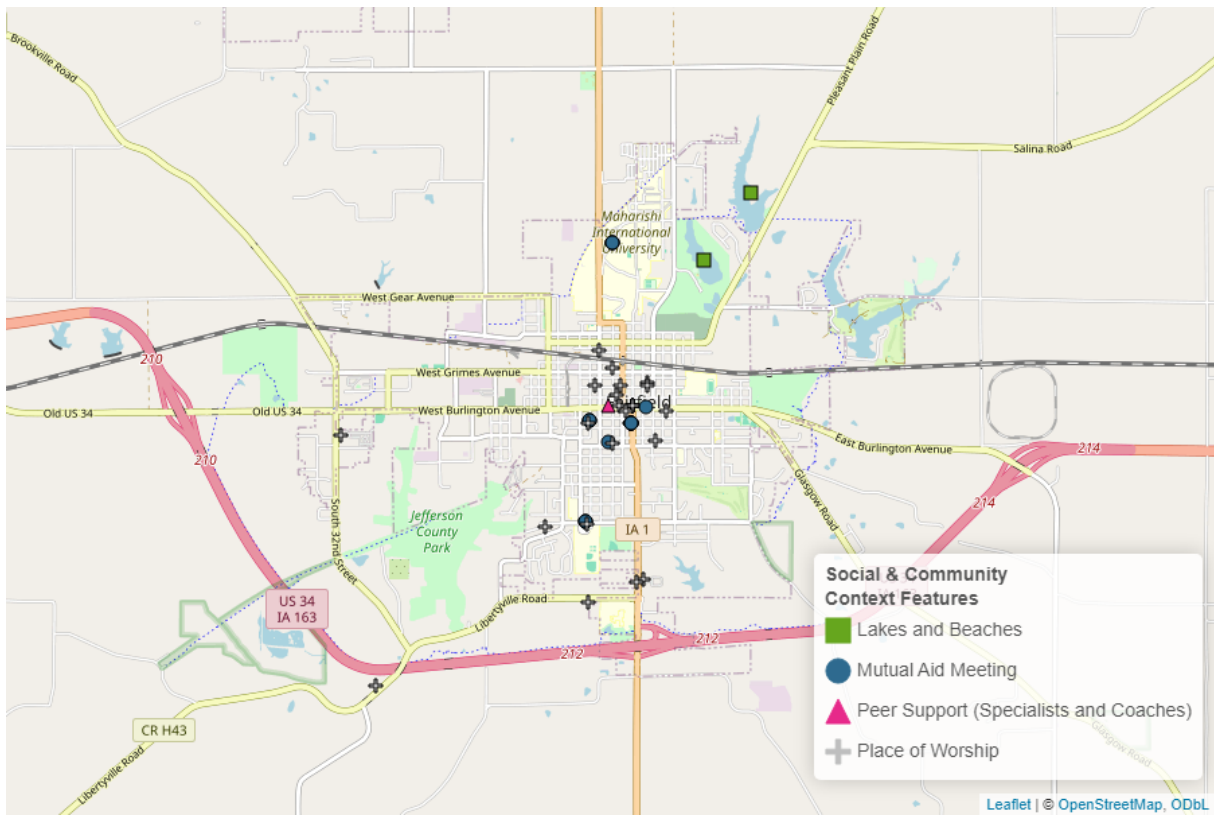 Brookville Road
Pleasant Plain Road
Salina Road
Maharishi
International
University
West Gear Avenue
210
West Grimes Avenue
Old US 34
Old US 34
West Burlington Avenue
210
East Burlington Avenue
214
214
Glasgow Road
South 32nd Street
Jefferson
County
Park
IA 1
US 34
IA 163
Libertyville Road
212
212
CR H43
Libertyville Road
Glasgow Road
Social & Community
Context Features
Lakes and Beaches
Mutual Aid Meeting
Peer Support (Specialists and Coaches)
Place of Worship
Leaflet | © OpenStreetMap, ODbL